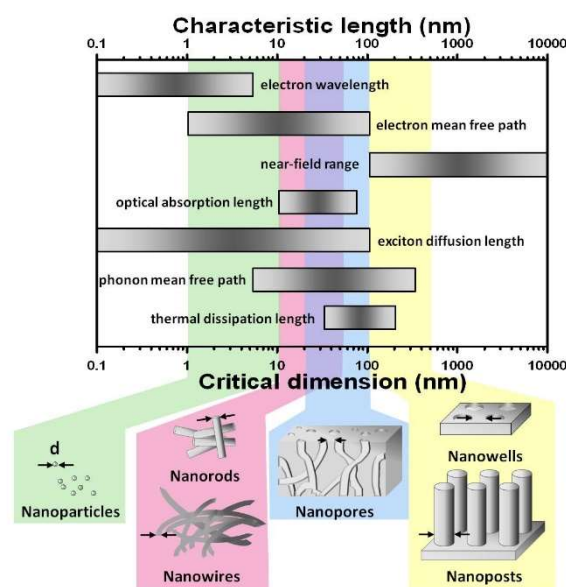 Characteristic length (nm)
0.1 1 10 100 1000 10000
electron wavelength
electron mean free path
near-field range
optical absorption length
exciton diffusion length
phonon mean free path
thermal dissipation length
0.1 1 10 100 1000 10000
Critical dimension (nm)
d
Nanoparticles
Nanorods
Nanowires
Nanopores
Nanowells
Nanoposts